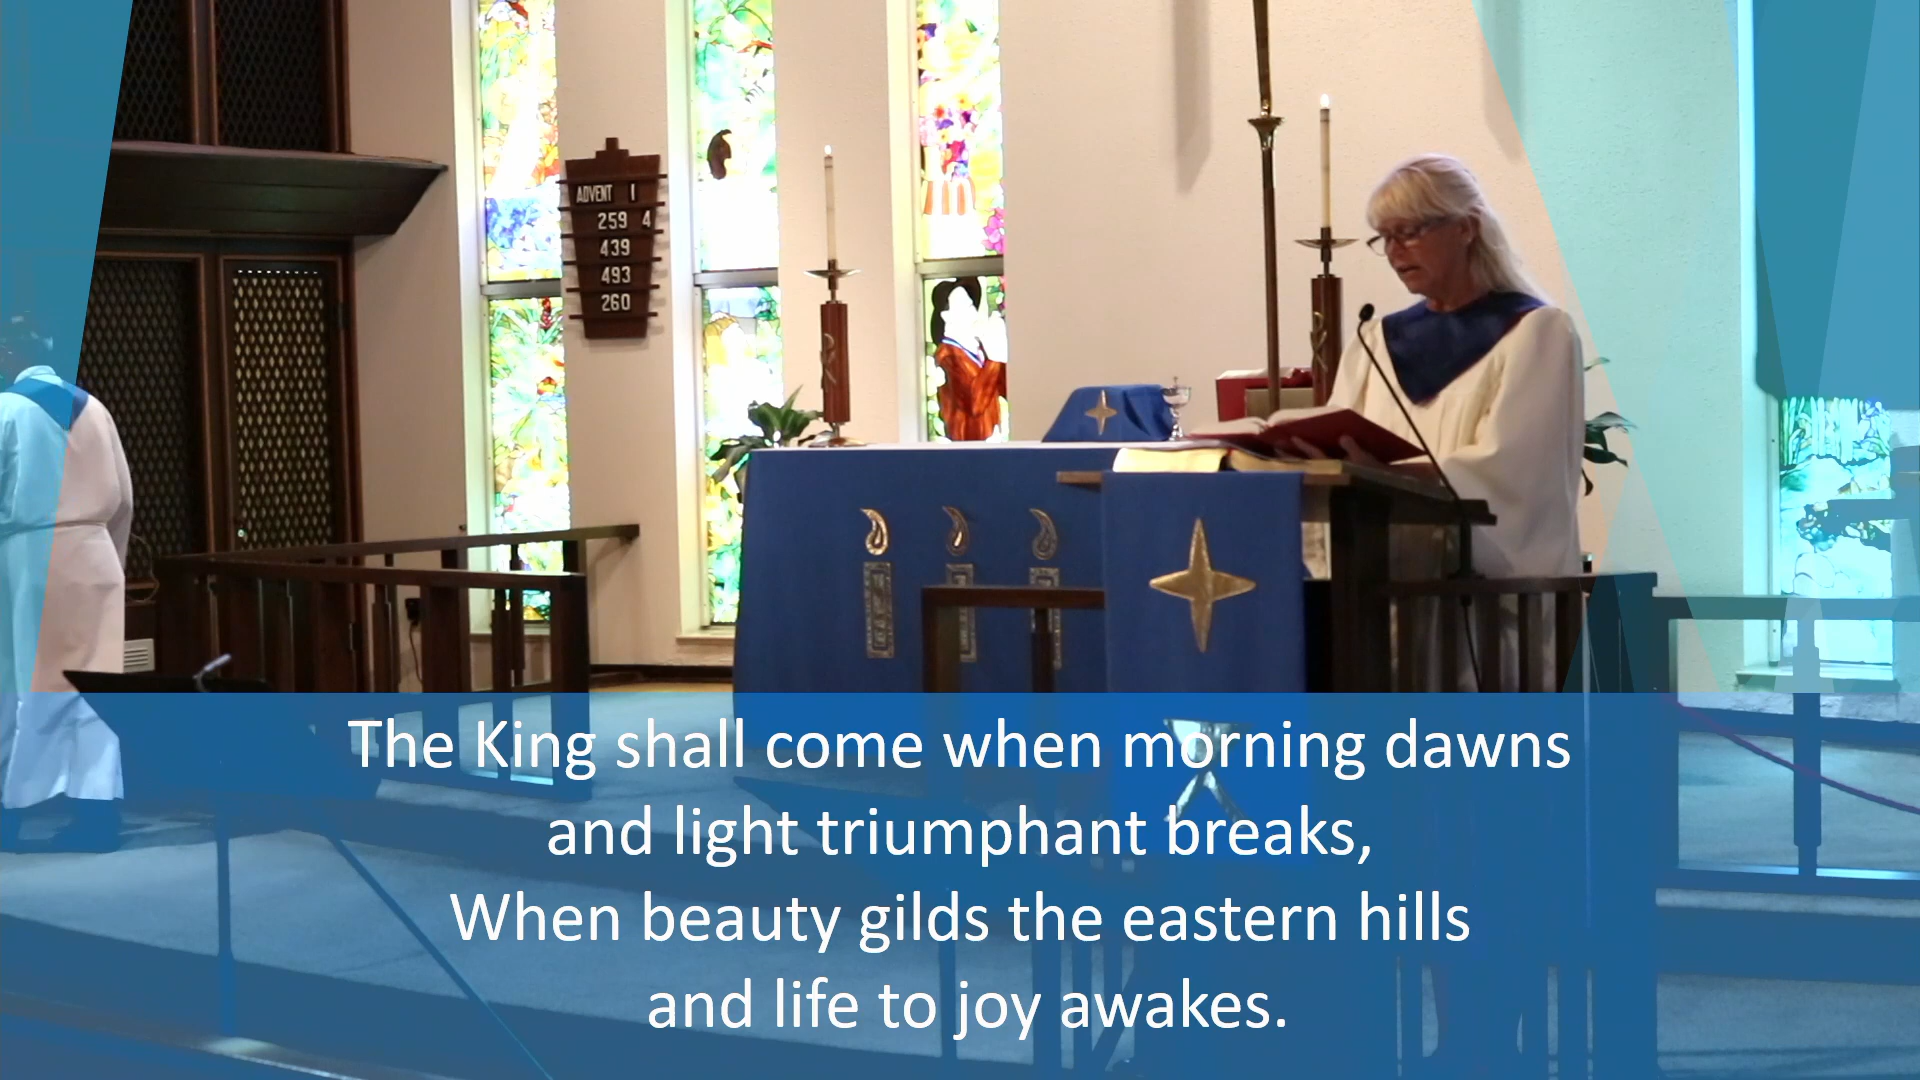 ADVENT 1
259 4
439
493
260
The King shall come when morning dawns
and light triumphant breaks,
When beauty gilds the eastern hills
and life to joy awakes.